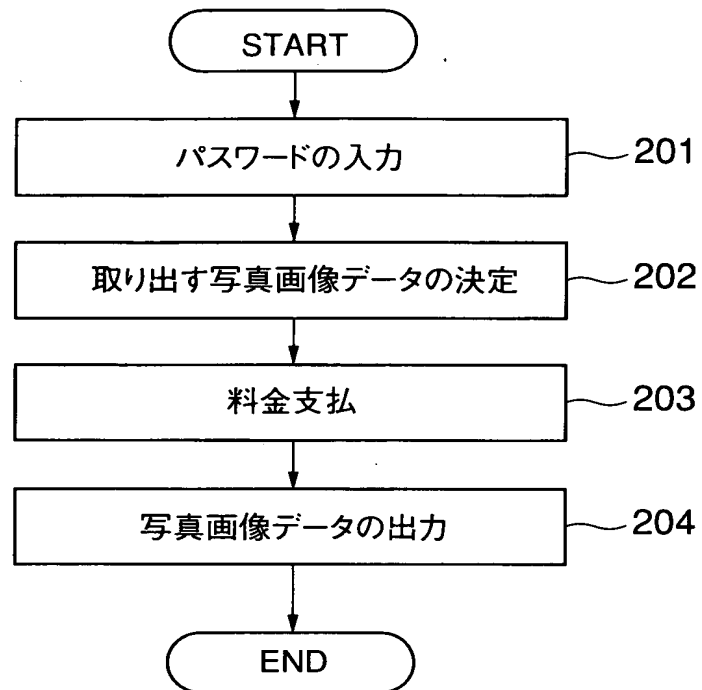 START
パスワードの入力
201
取り出す写真画像データの決定
202
料金支払
203
写真画像データの出力
204
END